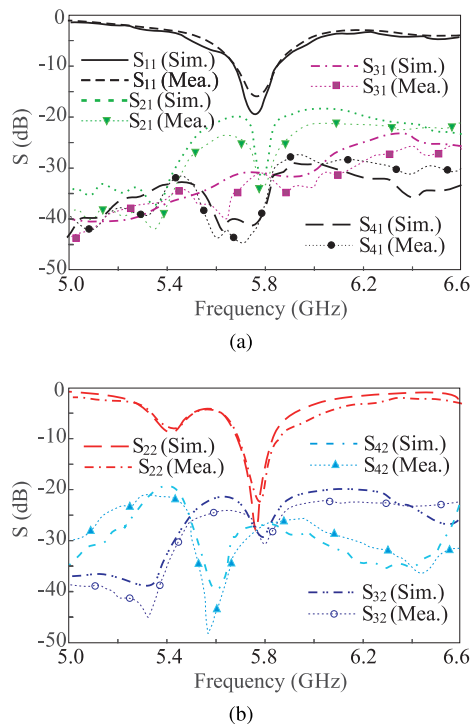 0
-10
-20
-30
-40
-50
S (dB)
S11 (Sim.)
S11 (Mea.)
S21 (Sim.)
S21 (Mea.)
S31 (Sim.)
S31 (Mea.)
S41 (Sim.)
S41 (Mea.)
5.0 5.4 5.8 6.2 6.6
Frequency (GHz)
(a)
0
-10
-20
-30
-40
-50
S (dB)
S22 (Sim.)
S22 (Mea.)
S42 (Sim.)
S42 (Mea.)
S32 (Sim.)
S32 (Mea.)
5.0 5.4 5.8 6.2 6.6
Frequency (GHz)
(b)